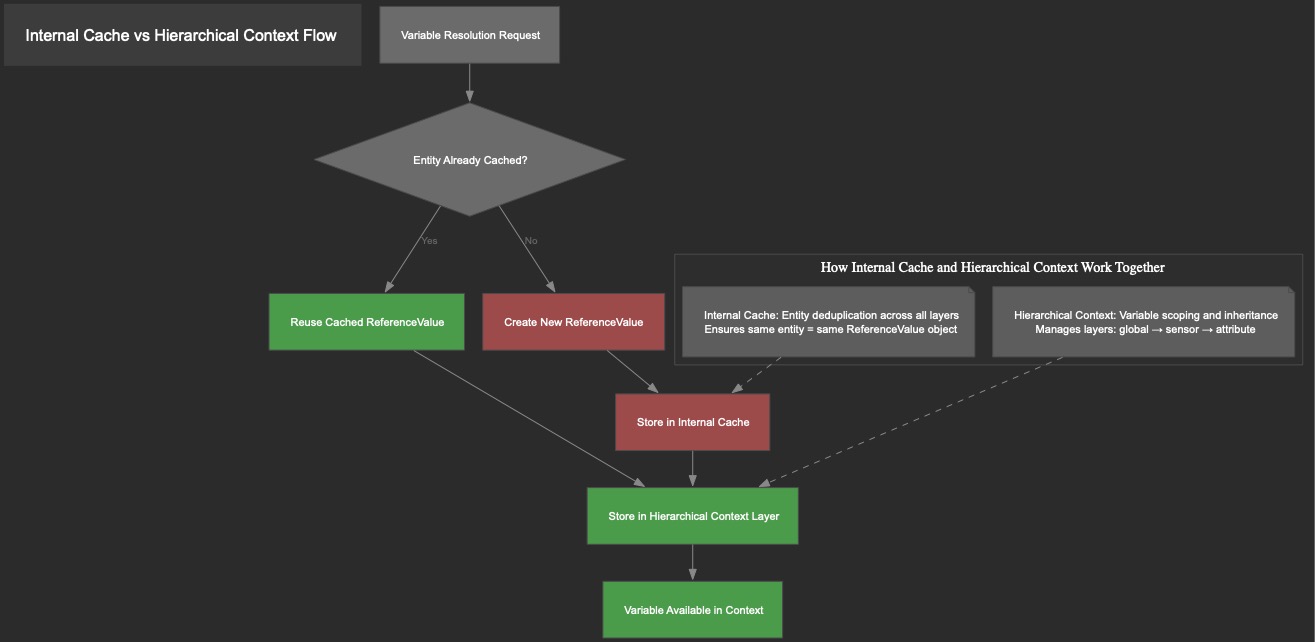 Internal Cache vs Hierarchical Context Flow
Variable Resolution Request
Entity Already Cached?
Yes
No
How Internal Cache and Hierarchical Context Work Together
Internal Cache: Entity deduplication across all layers
Ensures same entity = same ReferenceValue object
Hierarchical Context: Variable scoping and inheritance
Manages layers: global → sensor → attribute
Reuse Cached ReferenceValue
Create New ReferenceValue
Store in Internal Cache
Store in Hierarchical Context Layer
Variable Available in Context